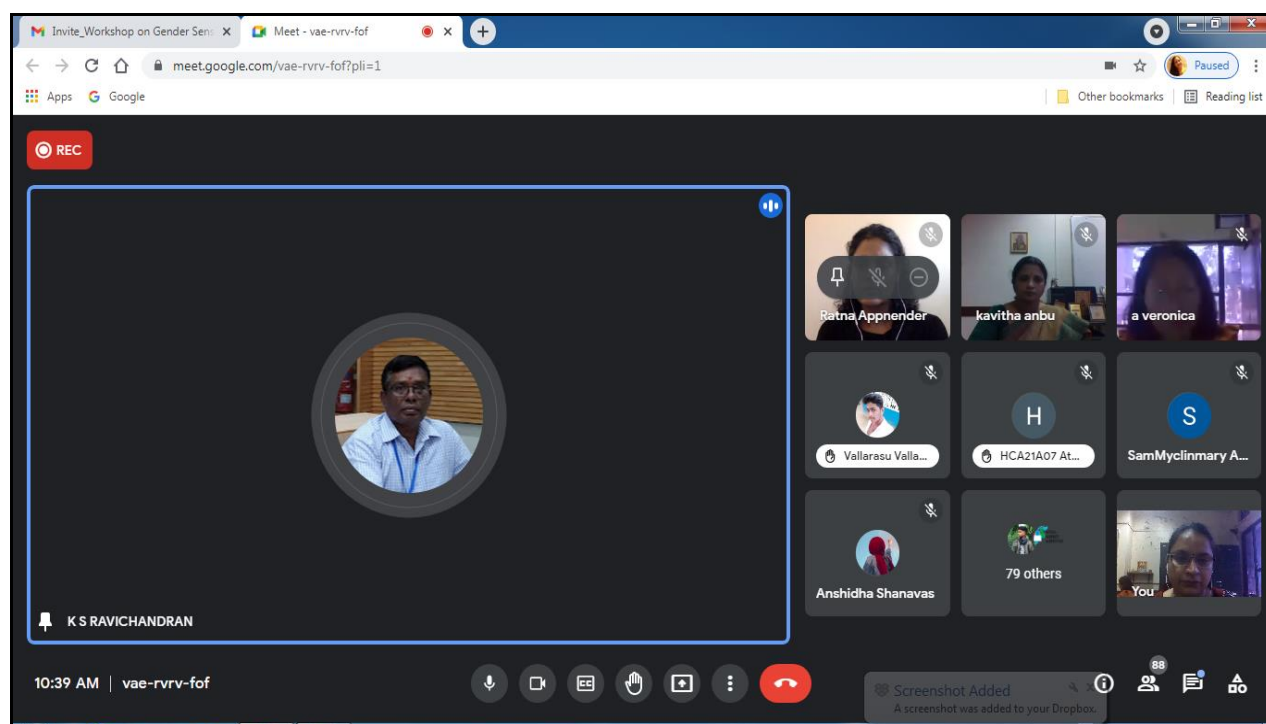 Invite_Workshop on Gender Sens
Meet - vae-rvrv-fof
meet.google.com/vae-rvrv-fof?pli=1
Paused
Apps
G Google
Other bookmarks
Reading list
REC
Ratna Appnender
kavitha anbu
a veronica
Vallarasu Valla...
H
HCA21A07 At...
S
SamMyclinmary A...
Anshidha Shanavas
79 others
You
K S RAVICHANDRAN
10:39 AM | vae-rvrv-fof
CC
88
Screenshot Added
A screenshot was added to your Dropbox.